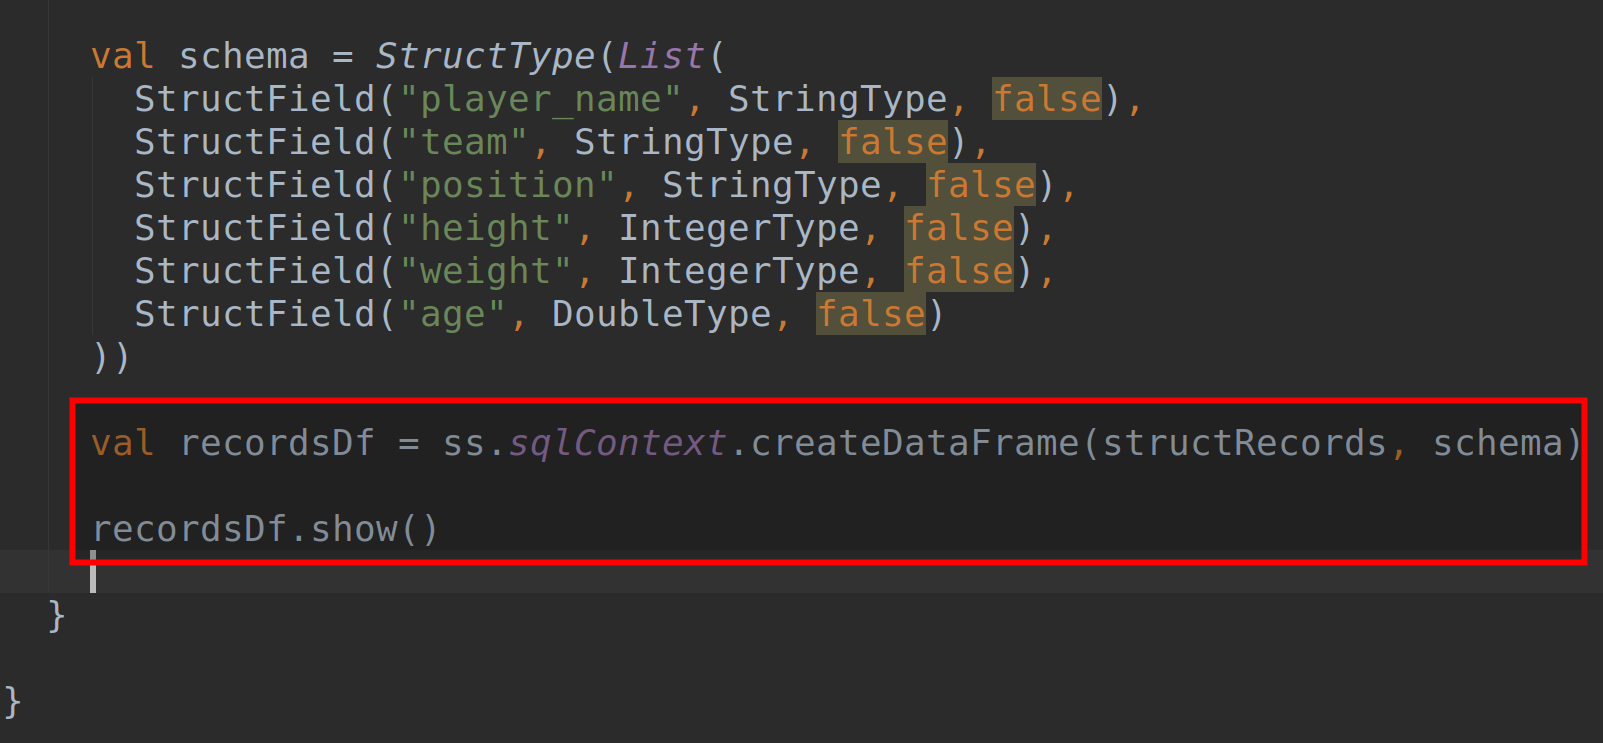 val schema = StructType(List(
StructField("player_name", StringType, false),
StructField("team", StringType, false),
StructField("position", StringType, false),
StructField("height", IntegerType, false),
StructField("weight", IntegerType, false),
StructField("age", DoubleType, false)
))
val recordsDf = ss.sqlContext.createDataFrame(structRecords, schema)
recordsDf.show()
}
}